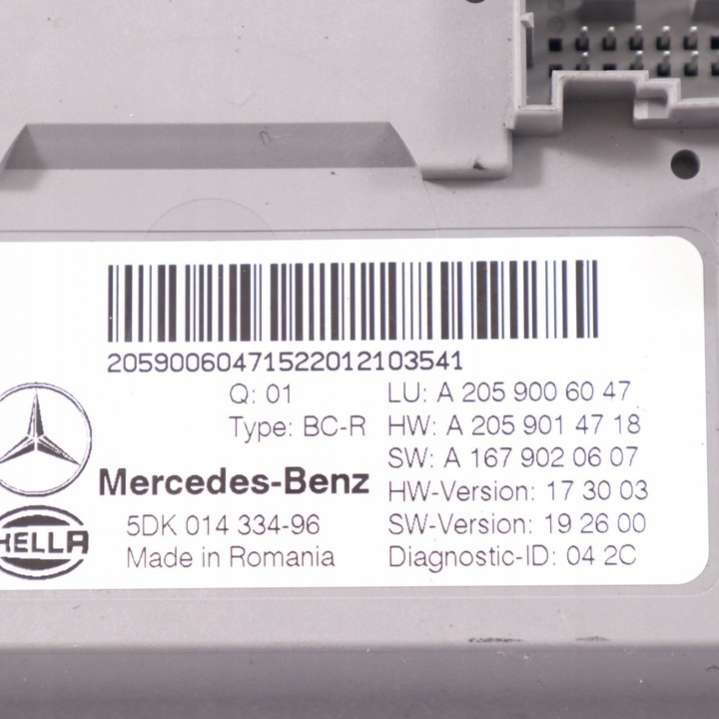 2059006047152201210354​1
Q: 01
LU: A 205 900 60 47
Type: BC-R
HW: A 205 901 47 18
SW: A 167 902 06 07
Mercedes-Benz
HW-Version: 17 30 03
HELLA
5DK 014 334-96
SW-Version: 19 26 00
Made in Romania
Diagnostic-ID: 04 2C